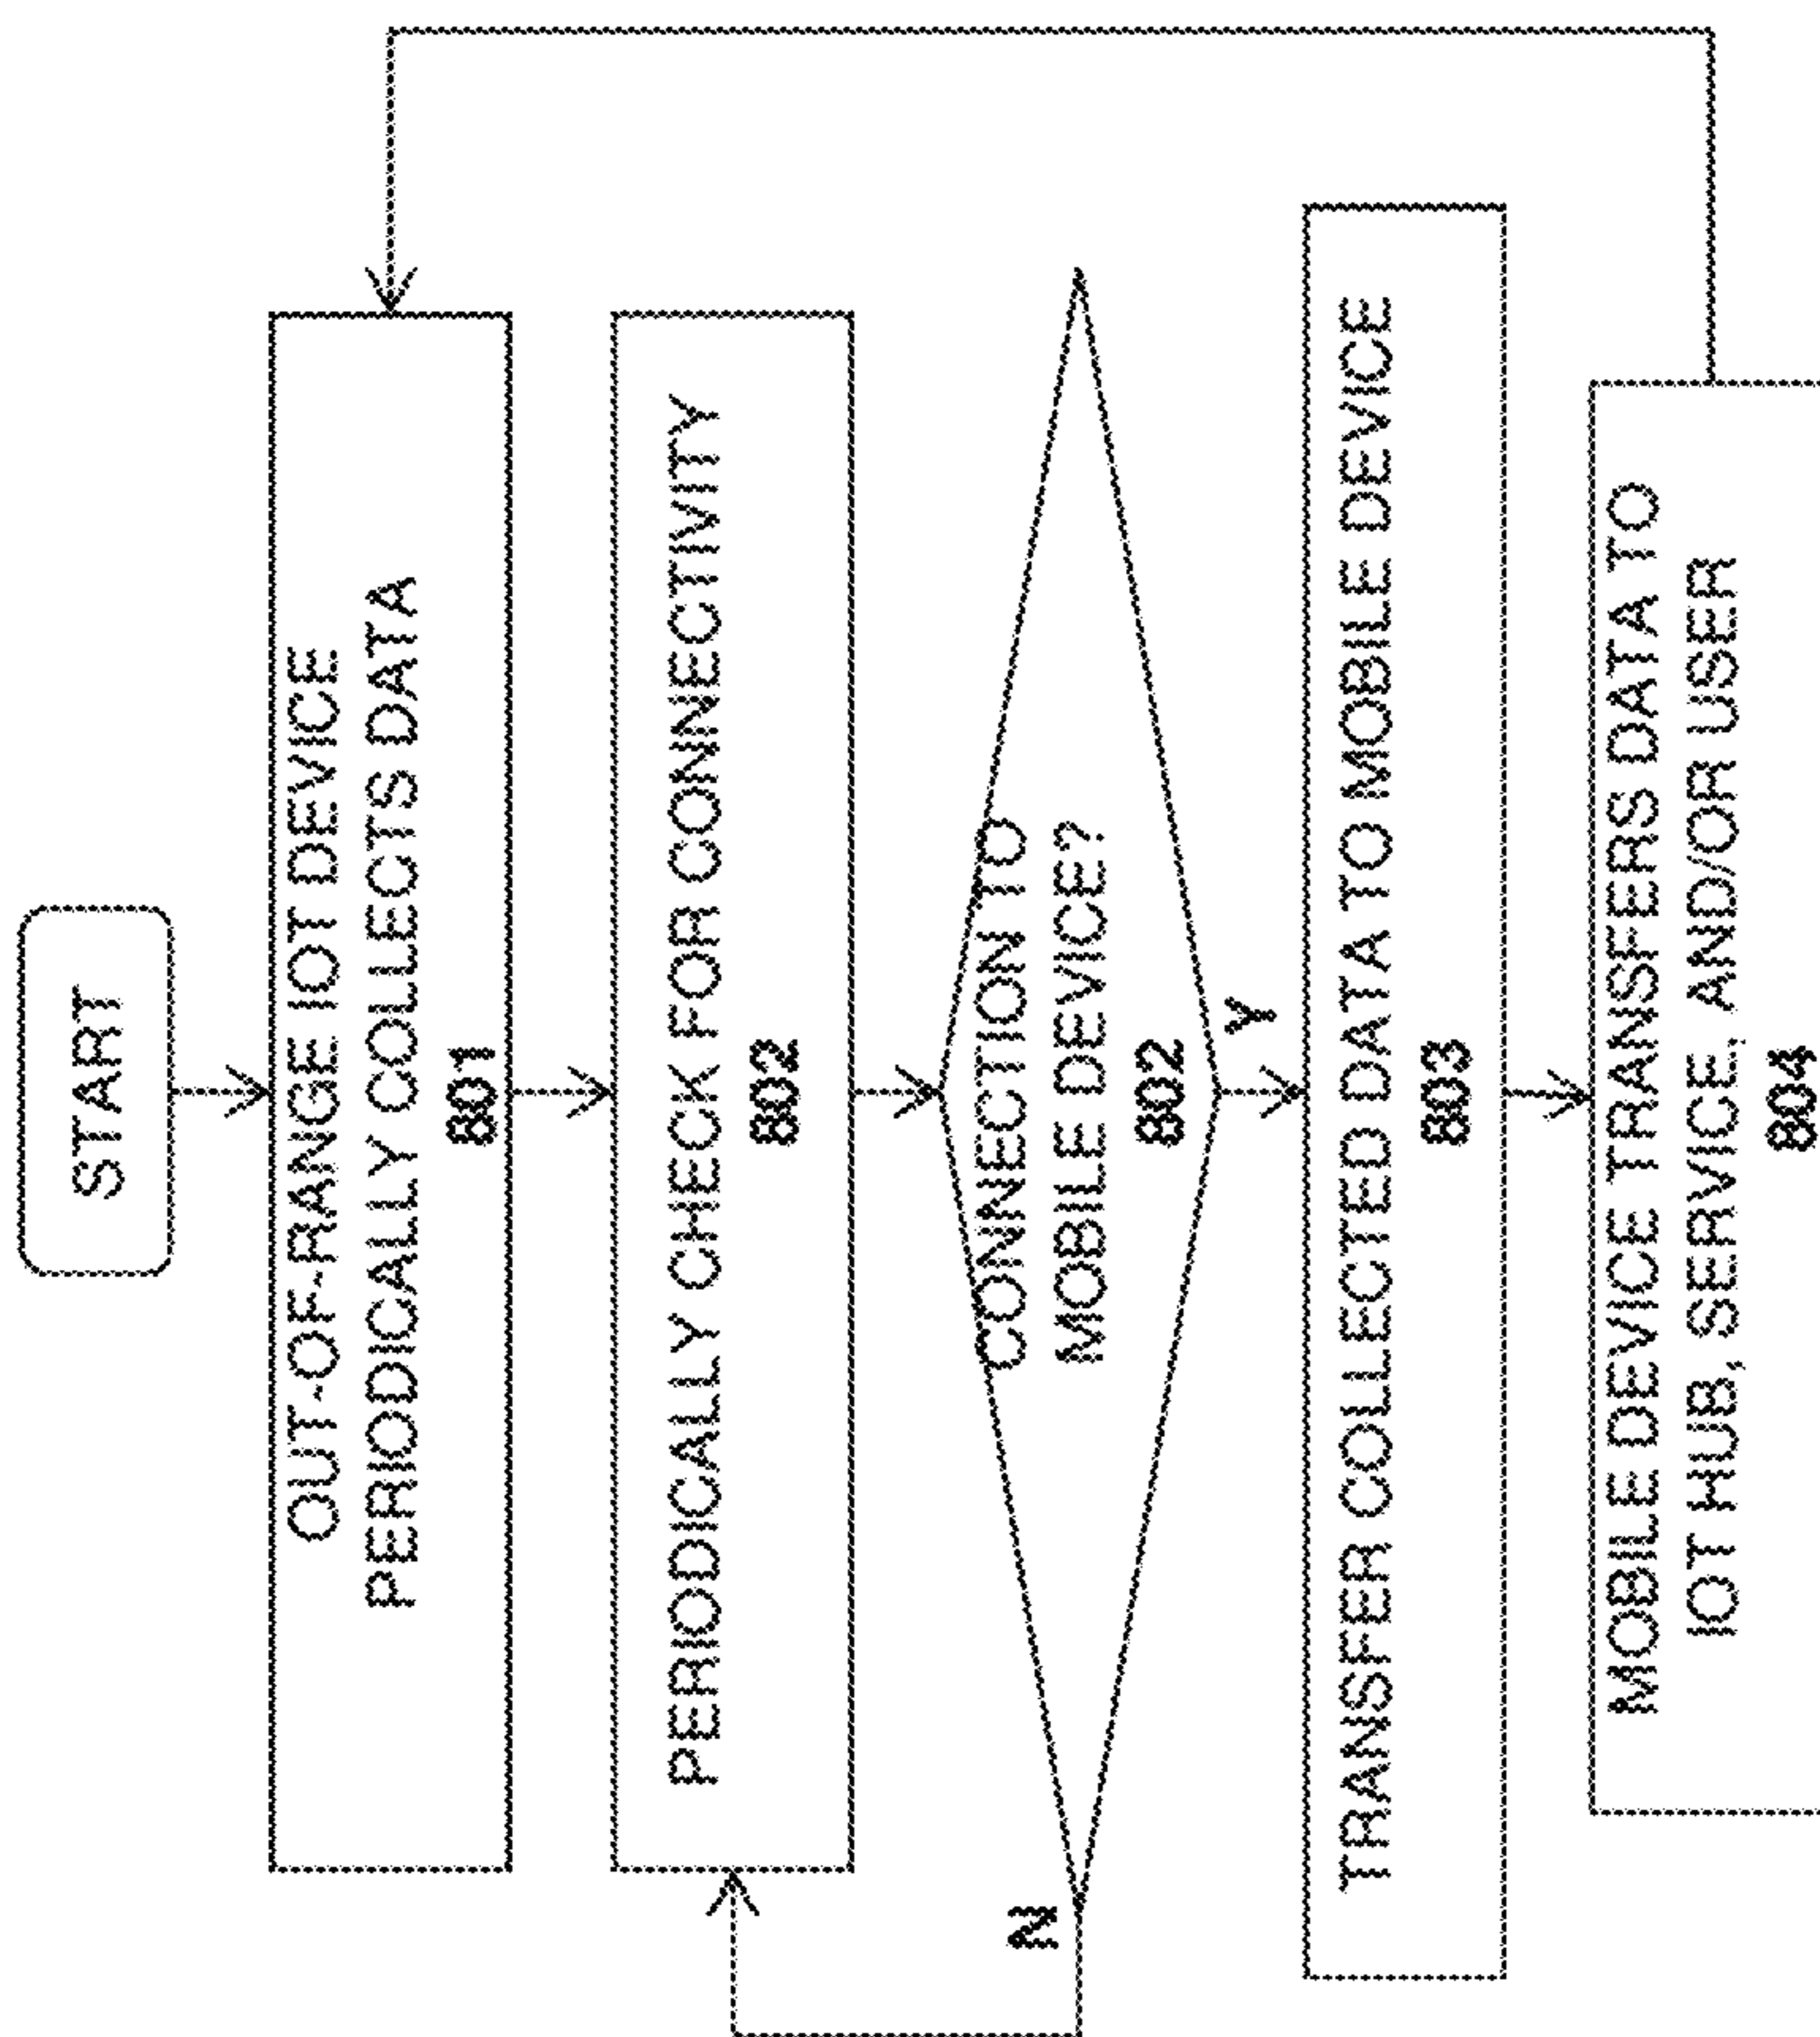 START
OUT-OF-RANGE IOT DEVICE
PERIODICALLY COLLECTS DATA
801
PERIODICALLY CHECK FOR CONNECTIVITY
802
CONNECTION TO
MOBILE DEVICE?
802
N
Y
TRANSFER COLLECTED DATA TO MOBILE DEVICE
803
MOBILE DEVICE TRANSFERS DATA TO
IOT HUB, SERVICE, AND/OR USER
804